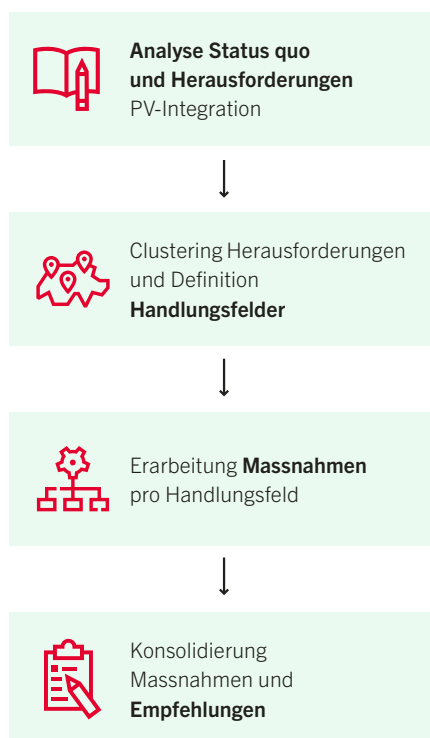 Analyse Status quo
und Herausforderungen
PV-Integration
Clustering Herausforderungen
und Definition
Handlungsfelder
Erarbeitung Massnahmen
pro Handlungsfeld
Konsolidierung
Massnahmen und
Empfehlungen